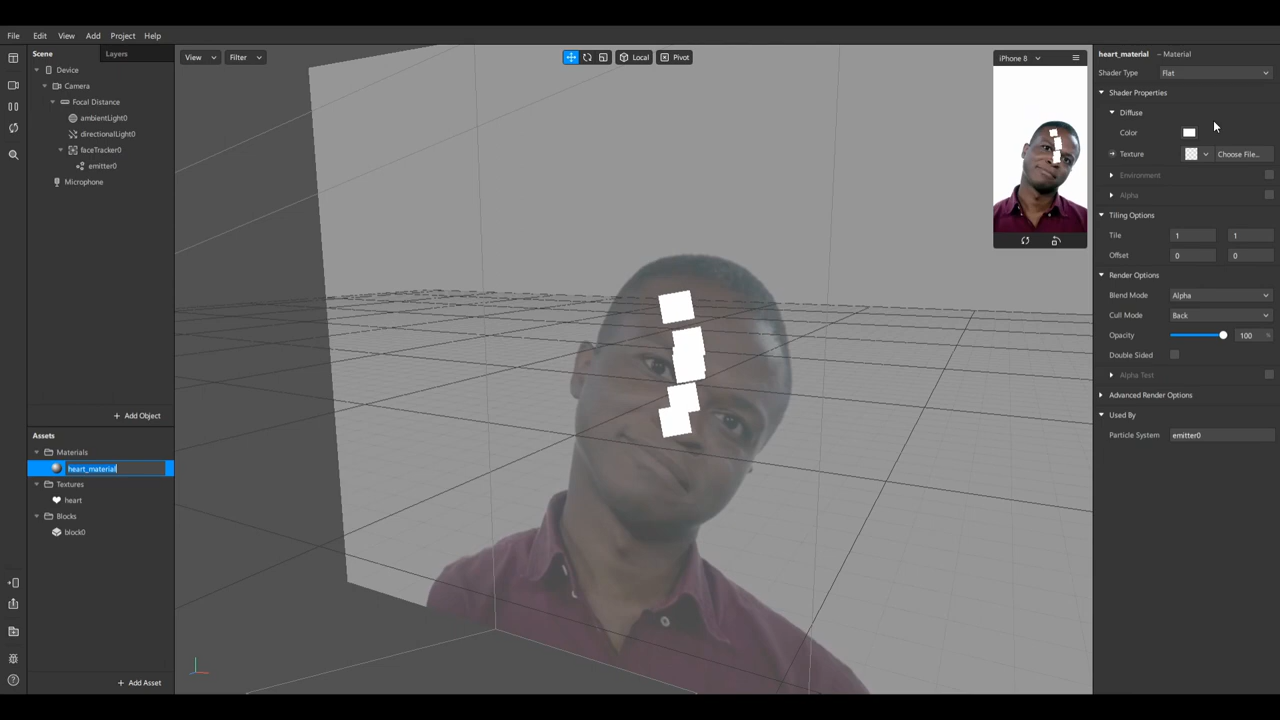 File Edit View Add Project Help
Scene Layers
Device
Camera
Focal Distance
ambientLight0
directionalLight0
faceTracker0
emitter0
Microphone
+ Add Object
Assets
Materials
heart_material
Textures
heart
Blocks
block0
+ Add Asset
View Filter Local Pivot
iPhone 8
heart_material – Material
Shader Type Flat
Shader Properties
Diffuse
Color
Texture Choose File...
Environment
Alpha
Tiling Options
Tile 1 1
Offset 0 0
Render Options
Blend Mode Alpha
Cull Mode Back
Opacity 100 %
Double Sided
Alpha Test
Advanced Render Options
Used By
Particle System emitter0